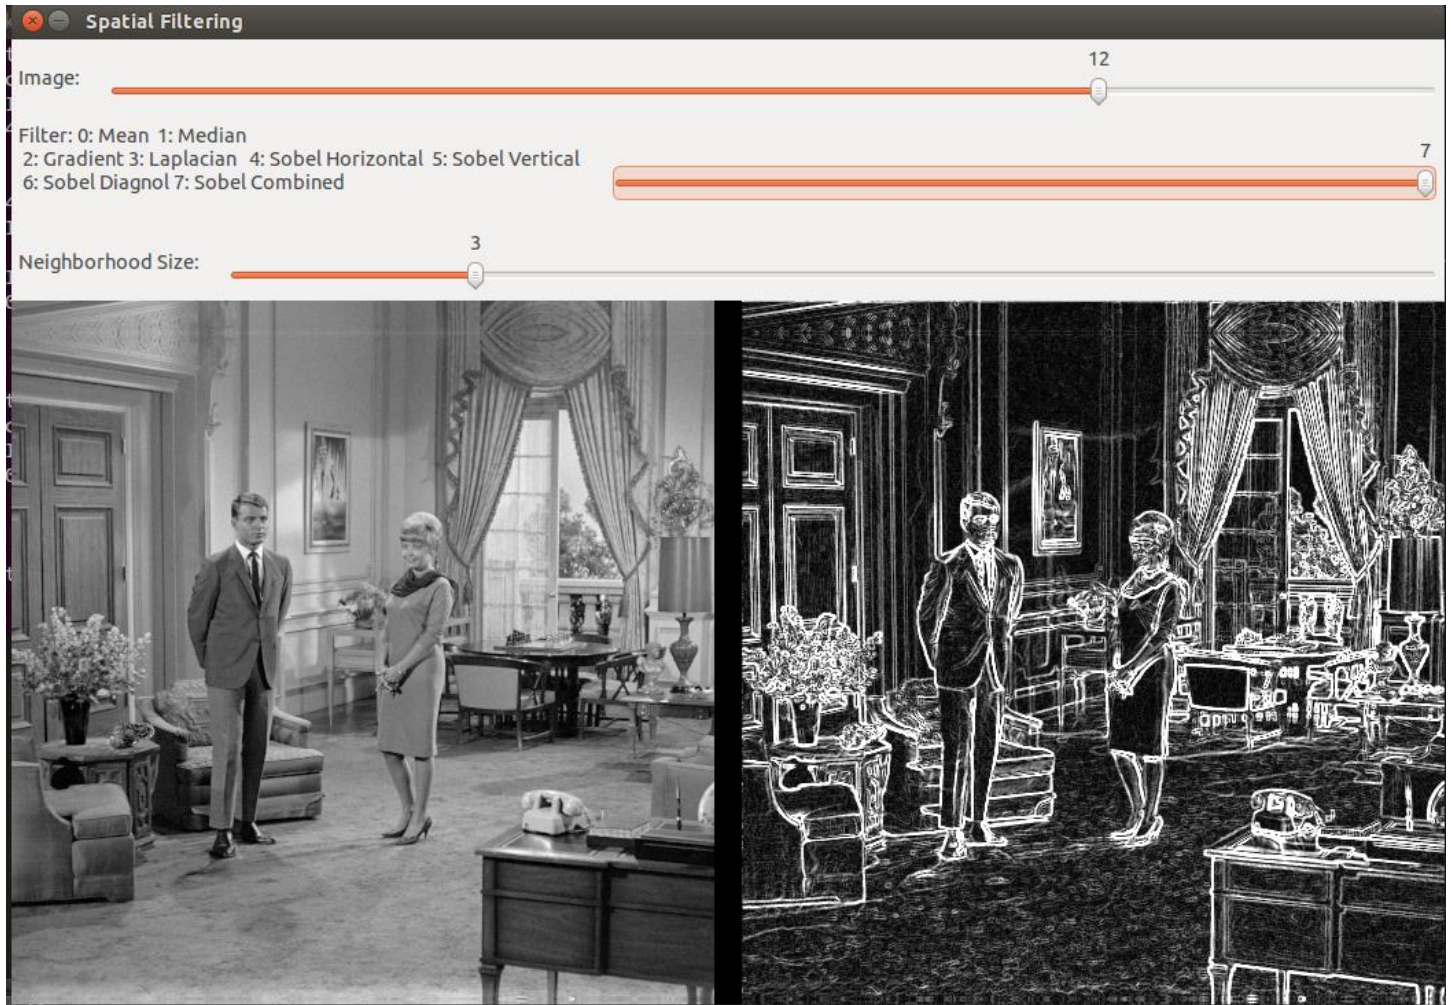 Spatial Filtering
12
Image:
Filter: 0: Mean  1: Median
7
2: Gradient 3: Laplacian   4: Sobel Horizontal  5: Sobel Vertical
6: Sobel Diagnol 7: Sobel Combined
3
Neighborhood Size: